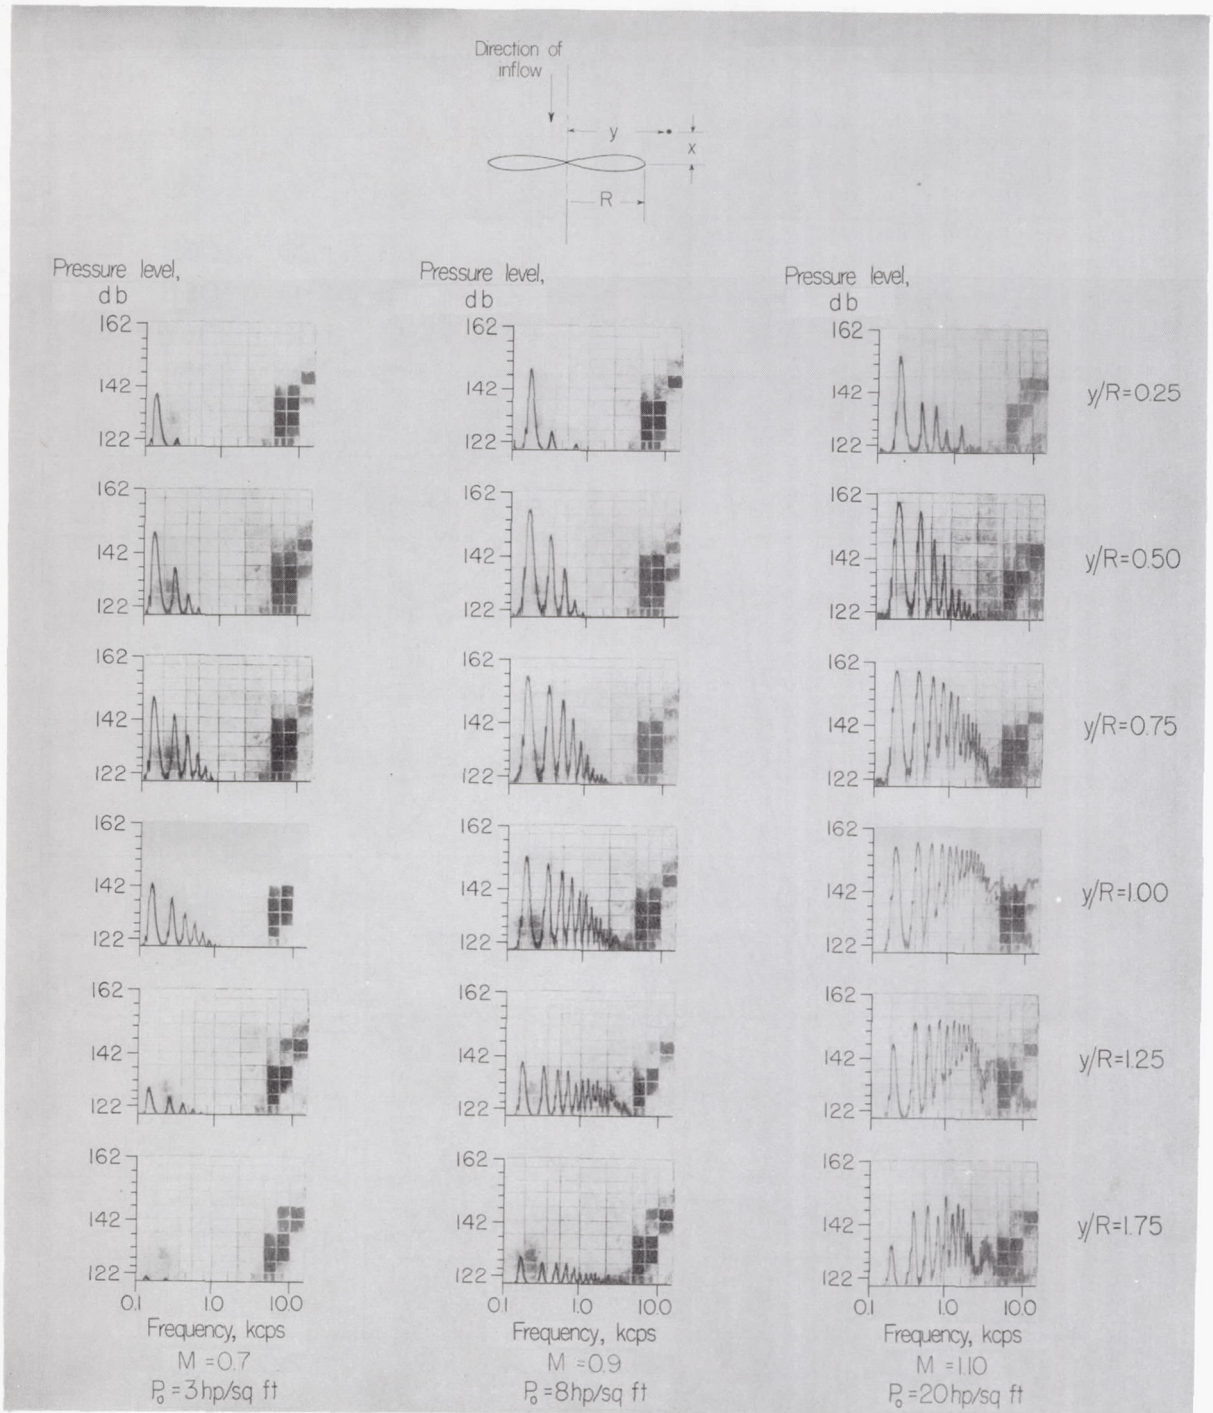 Direction of
inflow
y
x
R
Pressure level,
db
Pressure level,
db
Pressure level,
db
162
142
122
162
142
122
162
142
122
y/R=0.25
162
142
122
162
142
122
162
142
122
y/R=0.50
162
142
122
162
142
122
162
142
122
y/R=0.75
162
142
122
162
142
122
162
142
122
y/R=1.00
162
142
122
162
142
122
162
142
122
y/R=1.25
162
142
122
162
142
122
162
142
122
y/R=1.75
0.1 1.0 10.0
0.1 1.0 10.0
0.1 1.0 10.0
Frequency, kcps
Frequency, kcps
Frequency, kcps
M =0.7
M =0.9
M =1.10
P₀=3hp/sq ft
P₀=8hp/sq ft
P₀=20hp/sq ft